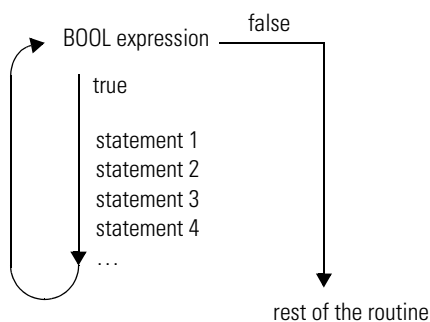 false
BOOL expression
true
statement 1
statement 2
statement 3
statement 4
...
rest of the routine